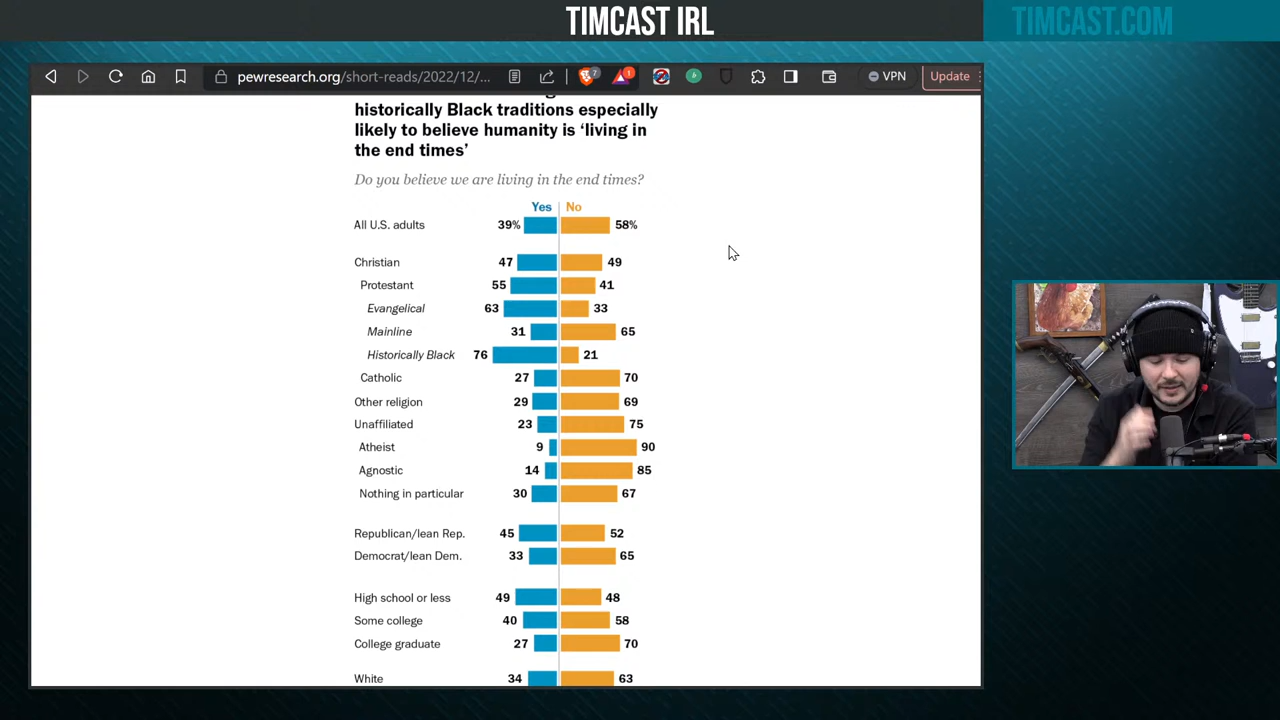 TIMCAST IRL
TIMCAST.COM
pewresearch.org/short-reads/2022/12/...
7
1
VPN
Update
historically Black traditions especially
likely to believe humanity is ‘living in
the end times’
Do you believe we are living in the end times?
Yes No
All U.S. adults 39% 58%
Christian 47 49
Protestant 55 41
Evangelical 63 33
Mainline 31 65
Historically Black 76 21
Catholic 27 70
Other religion 29 69
Unaffiliated 23 75
Atheist 9 90
Agnostic 14 85
Nothing in particular 30 67
Republican/lean Rep. 45 52
Democrat/lean Dem. 33 65
High school or less 49 48
Some college 40 58
College graduate 27 70
White 34 63